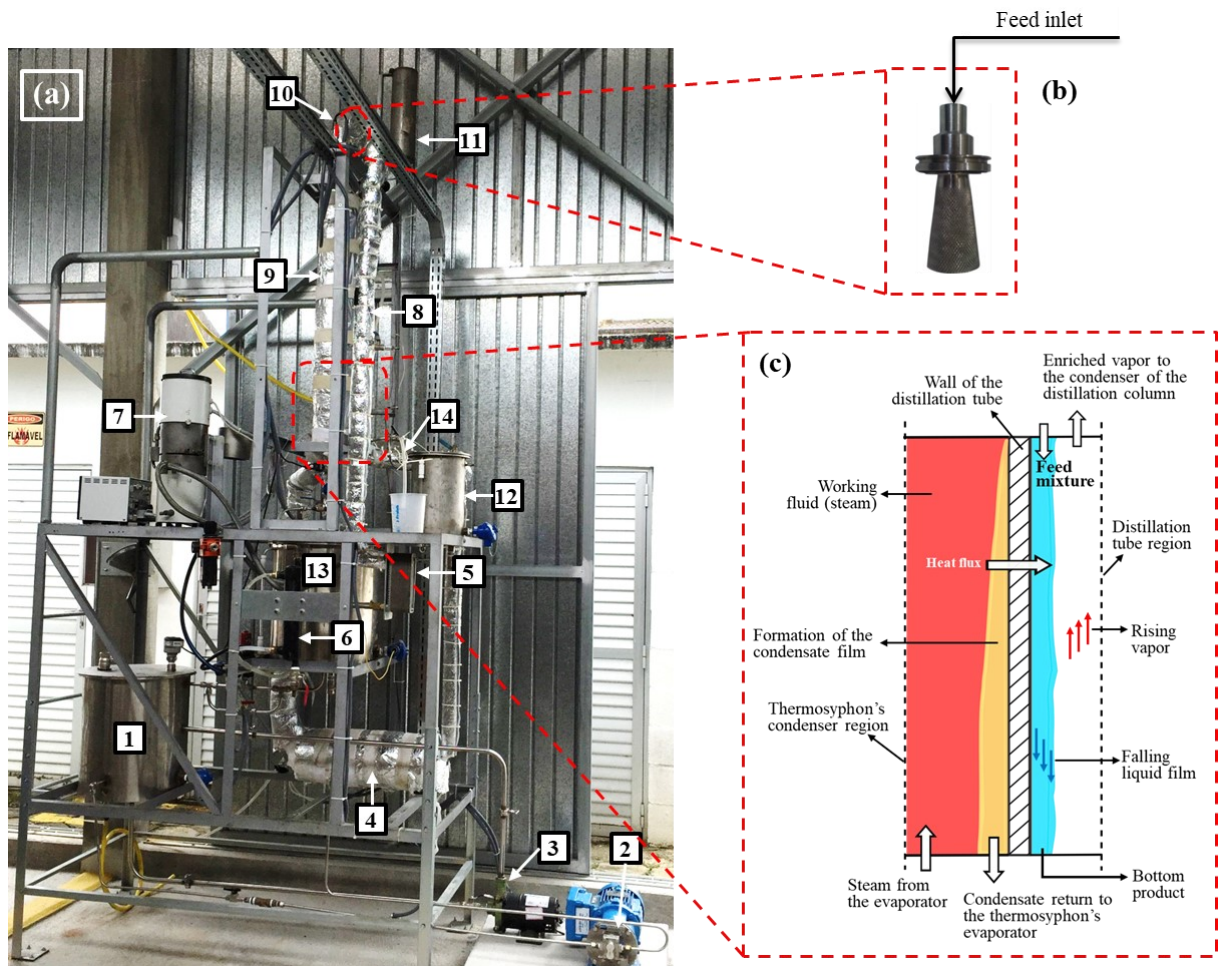 Feed inlet
(a)
(b)
10
11
9
8
7
14
12
PERIGO
INFLAMÁVEL
13
5
6
1
4
3
2
(c)
Wall of the
distillation tube
Enriched vapor to
the condenser of the
distillation column
Feed
mixture
Working
fluid (steam)
Distillation
tube region
Heat flux
Formation of the
condensate film
Rising
vapor
Thermosyphon's
condenser region
Falling
liquid film
Steam from
the evaporator
Condensate return to
the thermosyphon's
evaporator
Bottom
product